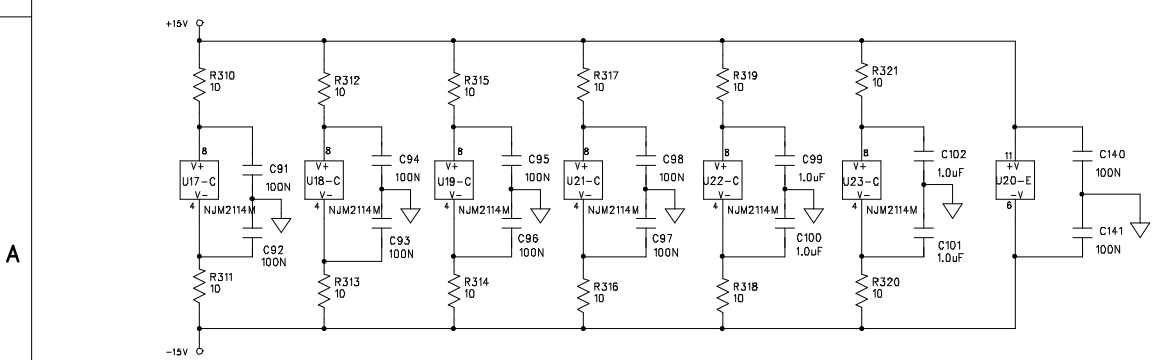 +15V
R310
10
R312
10
R315
10
R317
10
R319
10
R321
10
8
V+
U17-C
V-
4
NJM2114M
C91
100N
C92
100N
8
V+
U18-C
V-
4
NJM2114M
C94
100N
C93
100N
8
V+
U19-C
V-
4
NJM2114M
C95
100N
C96
100N
8
V+
U21-C
V-
4
NJM2114M
C98
100N
C97
100N
8
V+
U22-C
V-
4
NJM2114M
C99
1.0uF
C100
1.0uF
8
V+
U23-C
V-
4
NJM2114M
C102
1.0uF
C101
1.0uF
11
+V
U20-E
-V
6
C140
100N
C141
100N
A
R311
10
R313
10
R314
10
R316
10
R318
10
R320
10
-15V